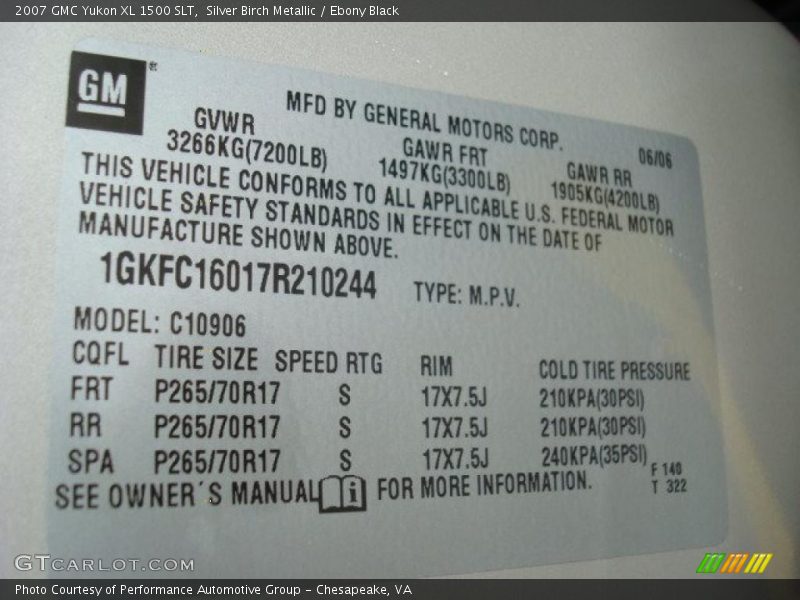 2007 GMC Yukon XL 1500 SLT,  Silver Birch Metallic / Ebony Black
GM®
MFD BY GENERAL MOTORS CORP. 06/06
GVWR GAWR FRT GAWR RR
3266KG(7200LB) 1497KG(3300LB) 1905KG(4200LB)
THIS VEHICLE CONFORMS TO ALL APPLICABLE U.S. FEDERAL MOTOR
VEHICLE SAFETY STANDARDS IN EFFECT ON THE DATE OF
MANUFACTURE SHOWN ABOVE.
1GKFC16017R210244 TYPE: M.P.V.
MODEL: C10906
CQFL TIRE SIZE SPEED RTG RIM COLD TIRE PRESSURE
FRT P265/70R17 S 17X7.5J 210KPA(30PSI)
RR P265/70R17 S 17X7.5J 210KPA(30PSI)
SPA P265/70R17 S 17X7.5J 240KPA(35PSI)
SEE OWNER´S MANUAL i FOR MORE INFORMATION.
F 140
T 322
GTCARLOT.COM
Photo Courtesy of Performance Automotive Group – Chesapeake, VA